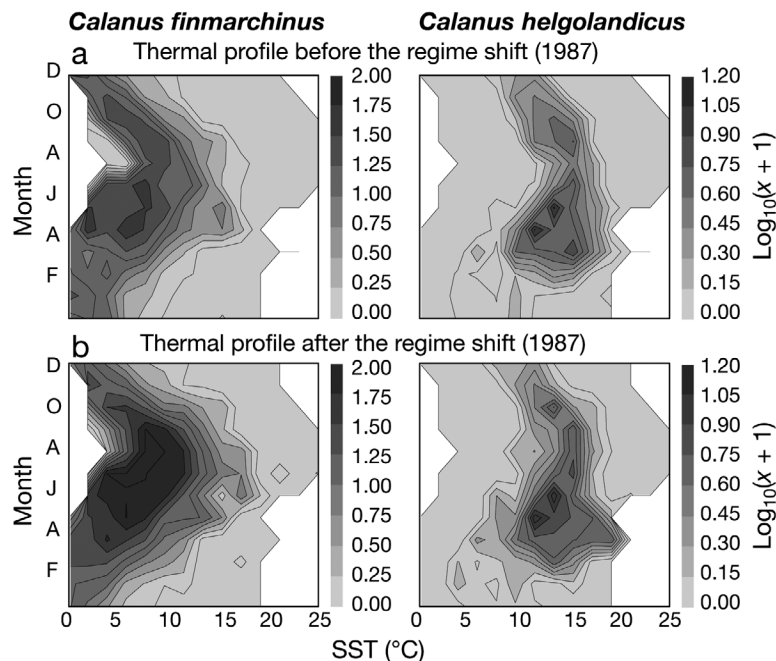 Calanus finmarchinus Calanus helgolandicus
a Thermal profile before the regime shift (1987)
D
O
A
J
A
F
Month
2.00
1.75
1.50
1.25
1.00
0.75
0.50
0.25
0.00
1.20
1.05
0.90
0.75
0.60
0.45
0.30
0.15
0.00
Log10(x + 1)
b Thermal profile after the regime shift (1987)
D
O
A
J
A
F
Month
2.00
1.75
1.50
1.25
1.00
0.75
0.50
0.25
0.00
1.20
1.05
0.90
0.75
0.60
0.45
0.30
0.15
0.00
Log10(x + 1)
0 5 10 15 20 25 0 5 10 15 20 25
SST (°C)